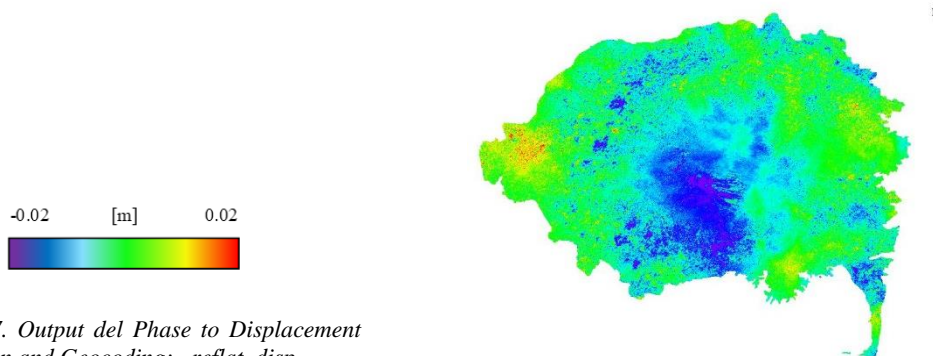 -0.02 [m] 0.02
7. Output del Phase to Displacement
and Geocoding: _reflat_disp